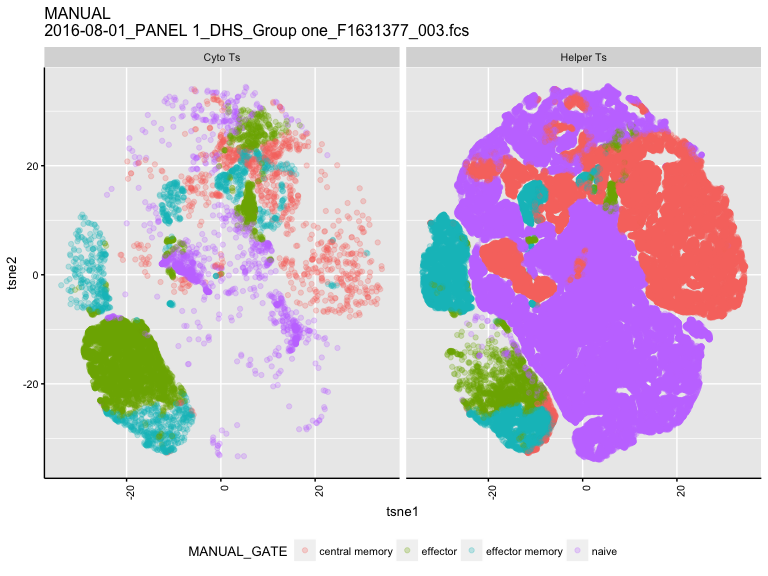 MANUAL
2016-08-01_PANEL 1_DHS_Group one_F1631377_003.fcs
Cyto Ts
Helper Ts
tsne2
20
0
-20
-20
0
20
-20
0
20
tsne1
MANUAL_GATE
central memory
effector
effector memory
naive